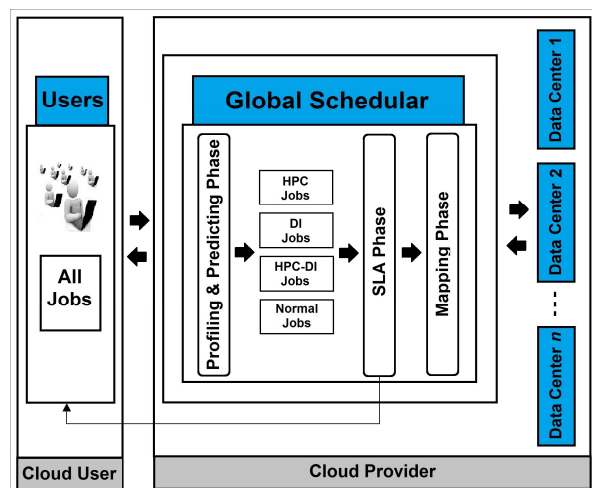 Users
All
Jobs
Cloud User
Global Schedular
Profiling & Predicting Phase
HPC
Jobs
DI
Jobs
HPC-DI
Jobs
Normal
Jobs
SLA Phase
Mapping Phase
Data Center 1
Data Center 2
Data Center n
Cloud Provider